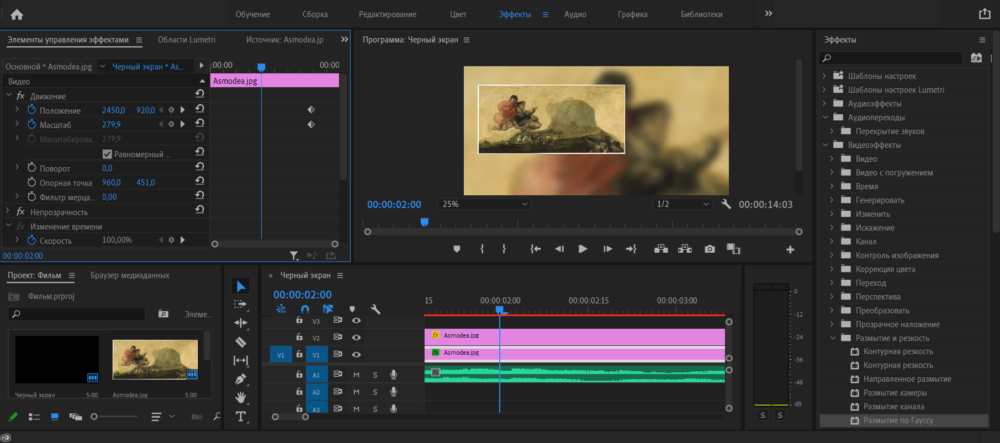 Обучение Сборка Редактирование Цвет Эффекты Аудио Графика Библиотеки
Элементы управления эффектами Области Lumetri Источник: Asmodea.jp
Основной * Asmodea.jpg Черный экран * As...
:00:00 00:00
Видео
Asmodea.jpg
fx Движение
Положение 2450,0 920,0
Масштаб 279,9
Масштабирова... 279,9
Равномерный ...
Поворот 0,0
Опорная точка 960,0 451,0
Фильтр мерца... 0,00
fx Непрозрачность
fx Изменение времени
Скорость 100,00%
00:00:02:00
Программа: Черный экран
00:00:02:00 25% 1/2 00:00:14:03
Эффекты
Шаблоны настроек
Шаблоны настроек Lumetri
Аудиоэффекты
Аудиопереходы
Перекрытие звуков
Видеоэффекты
Видео
Видео с погружением
Время
Генерировать
Изменить
Искажение
Канал
Контроль изображения
Коррекция цвета
Переход
Перспектива
Преобразовать
Прозрачное наложение
Размытие и резкость
Контурная резкость
Контурная резкость
Направленное размытие
Размытие камеры
Размытие канала
Размытие по Гауссу
Проект: Фильм Браузер медиаданных
Фильм.prproj
Элеме...
Черный экран 5:00
Asmodea.jpg 5:00
T
× Черный экран
00:00:02:00
15 00:00:02:00 00:00:02:15 00:00:03:00
V3
V2 fx Asmodea.jpg
V1 V1 fx Asmodea.jpg
A1 M S fx
A2 M S
A3 M S
0
-12
-24
-36
-48
dB
S S